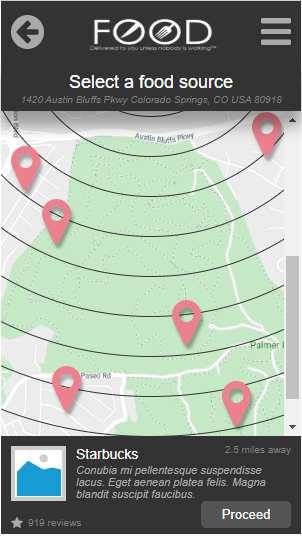 FOOD
Delivered to you unless nobody is working™
Select a food source
1420 Austin Bluffs Pkwy Colorado Springs, CO USA 80918
Austin Bluffs Pkwy
Palmer
Paseo Rd
Starbucks
2.5 miles away
Conubia mi pellentesque suspendisse
lacus. Eget aenean platea felis. Magna
blandit suscipit faucibus.
919 reviews
Proceed